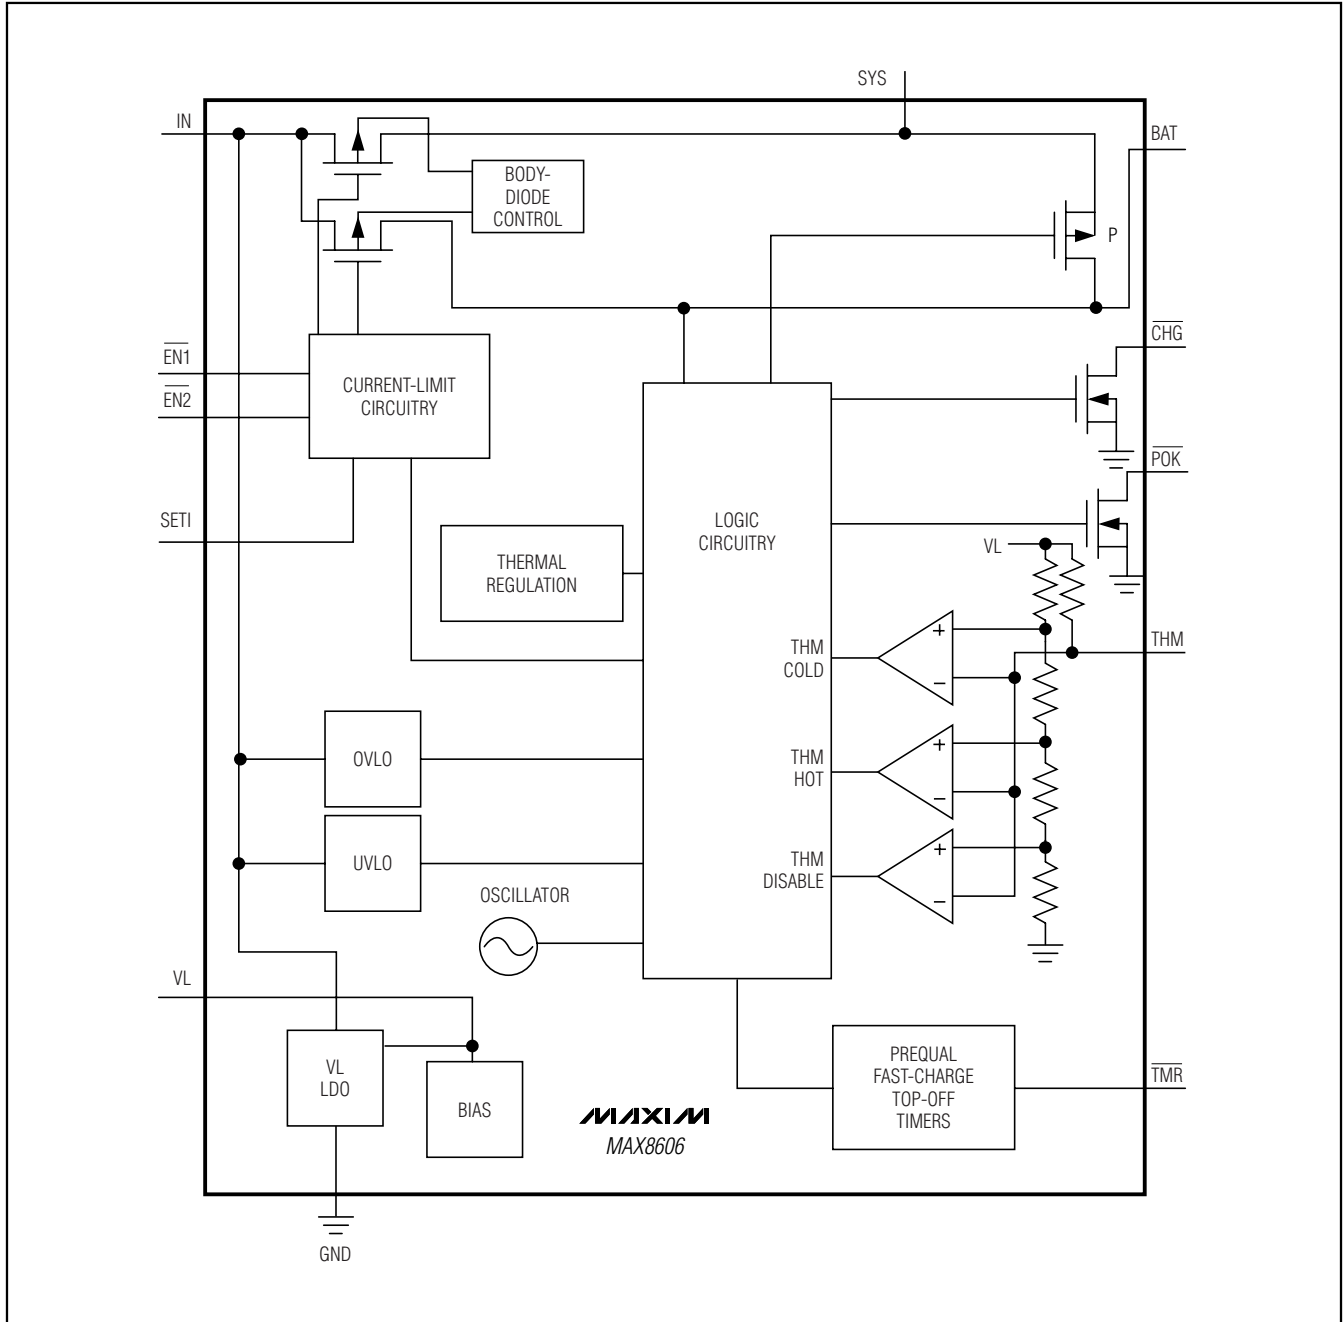 SYS
IN
BAT
BODY-
DIODE
CONTROL
P
CHG
EN1
EN2
CURRENT-LIMIT
CIRCUITRY
POK
SETI
LOGIC
CIRCUITRY
VL
THERMAL
REGULATION
THM
+
THM
COLD
−
OVLO
+
THM
HOT
−
UVLO
+
THM
DISABLE
−
OSCILLATOR
VL
VL
LDO
BIAS
PREQUAL
FAST-CHARGE
TOP-OFF
TIMERS
TMR
MAXIM
MAX8606
GND